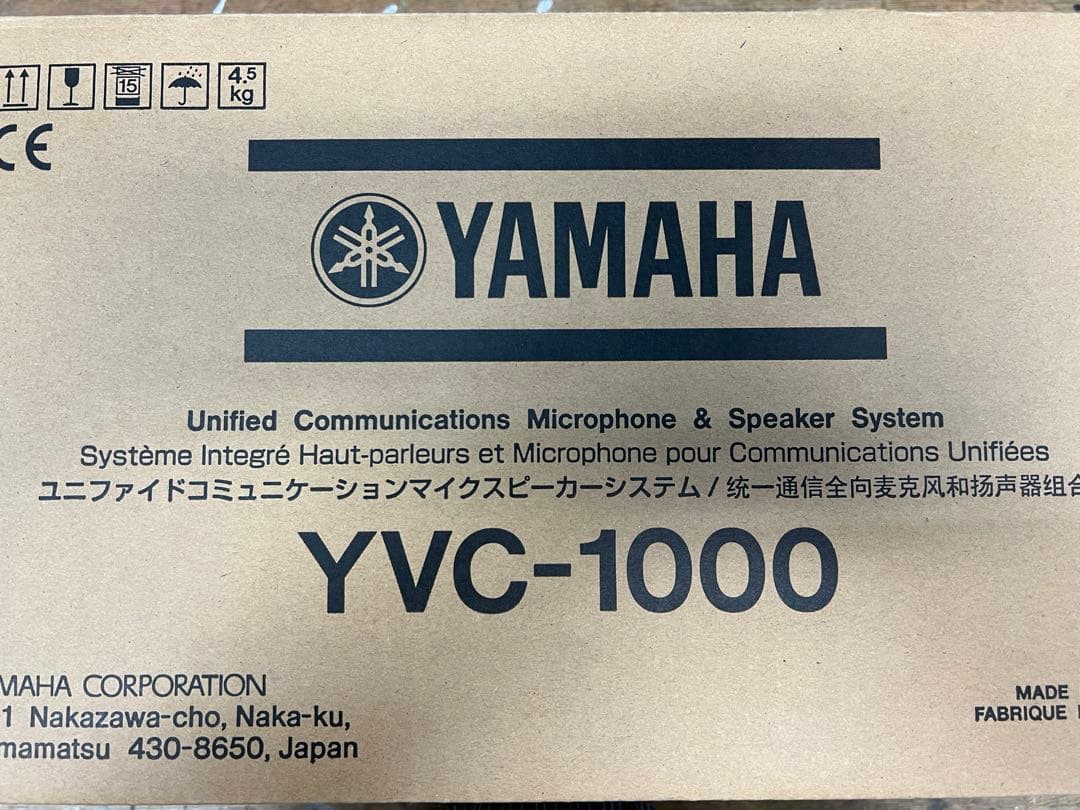 15
4.5 kg
CE
YAMAHA
Unified Communications Microphone & Speaker System
Système Integré Haut-parleurs et Microphone pour Communications Unifiées
ユニファイドコミュニケーションマイクスピーカーシステム / 统一通信全向麦克风和扬声器组合
YVC-1000
MAHA CORPORATION
1 Nakazawa-cho, Naka-ku,
mamatsu 430-8650, Japan
MADE
FABRIQUE